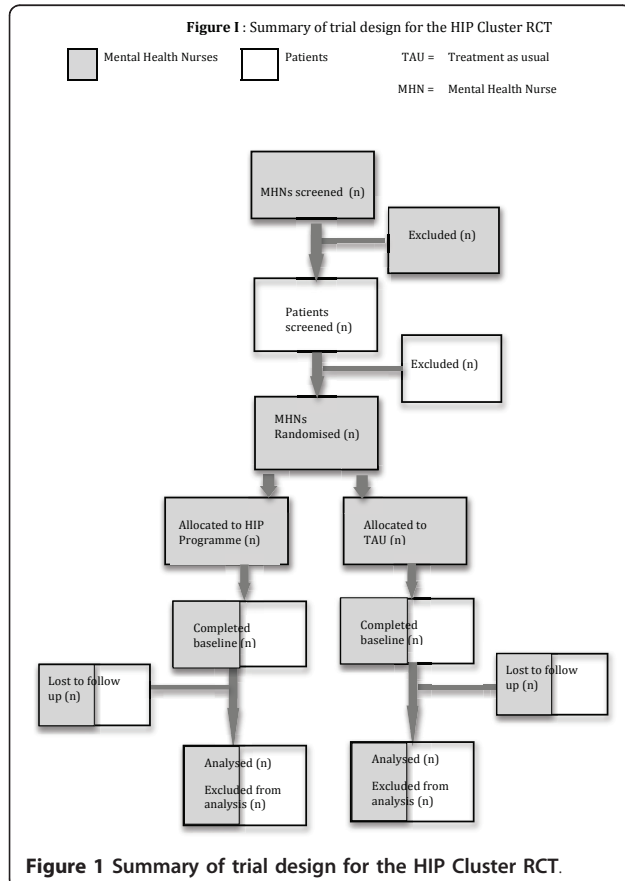 Figure I : Summary of trial design for the HIP Cluster RCT
Mental Health Nurses
Patients
TAU = Treatment as usual
MHN = Mental Health Nurse
MHNs screened (n)
Excluded (n)
Patients
screened (n)
Excluded (n)
MHNs
Randomised (n)
Allocated to HIP
Programme (n)
Allocated to
TAU (n)
Completed
baseline (n)
Completed
baseline (n)
Lost to follow
up (n)
Lost to follow
up (n)
Analysed (n)
Excluded from
analysis (n)
Analysed (n)
Excluded from
analysis (n)
Figure 1 Summary of trial design for the HIP Cluster RCT.